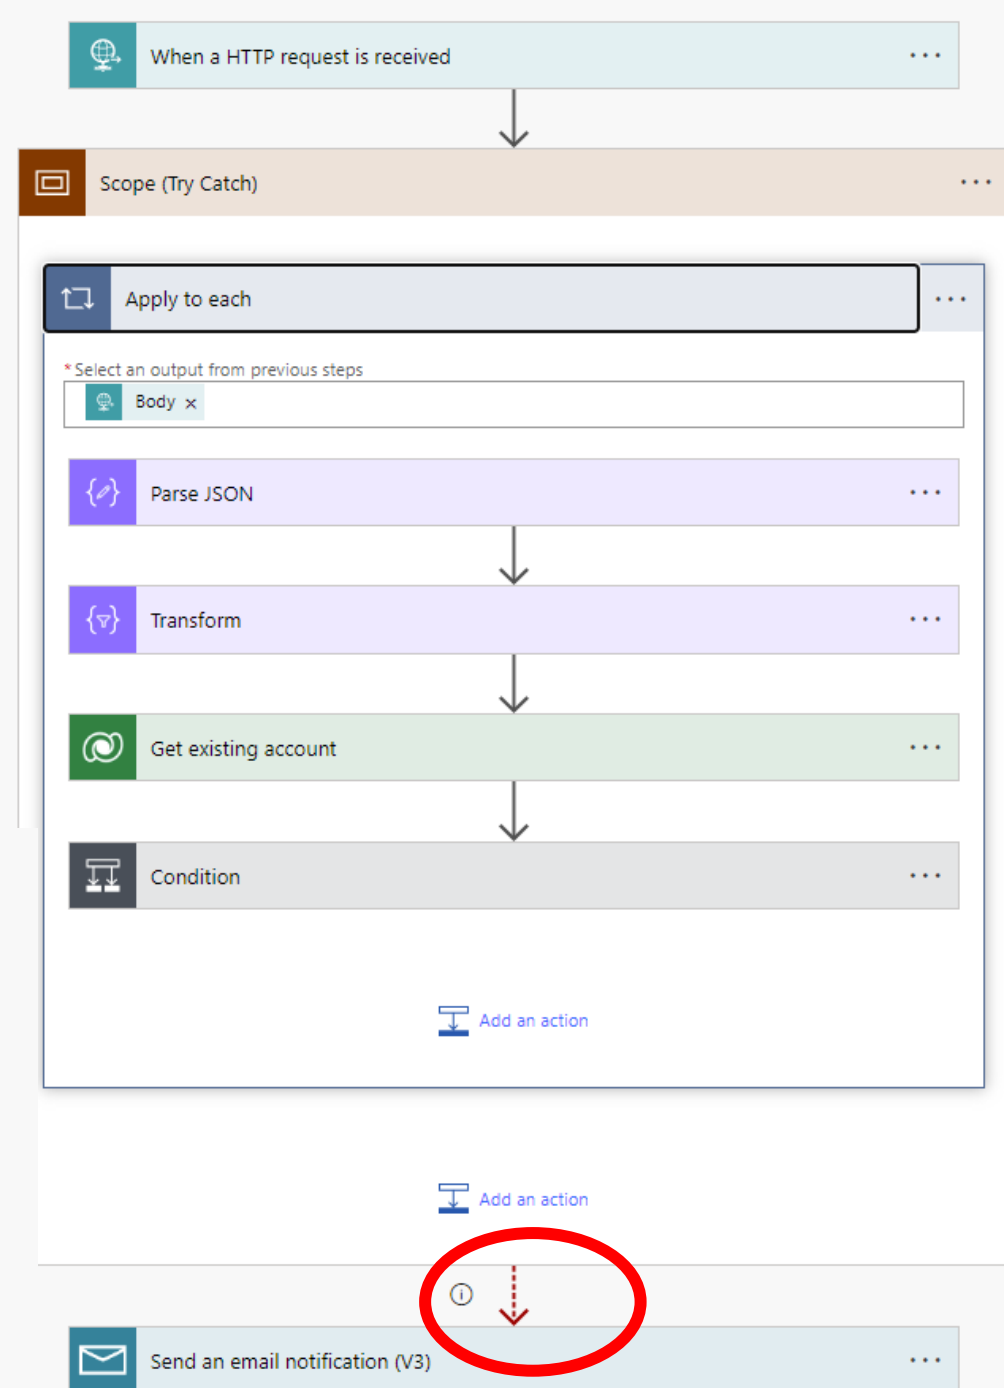 When a HTTP request is received
Scope (Try Catch)
Apply to each
* Select an output from previous steps
Body ×
Parse JSON
Transform
Get existing account
Condition
Add an action
Add an action
Send an email notification (V3)